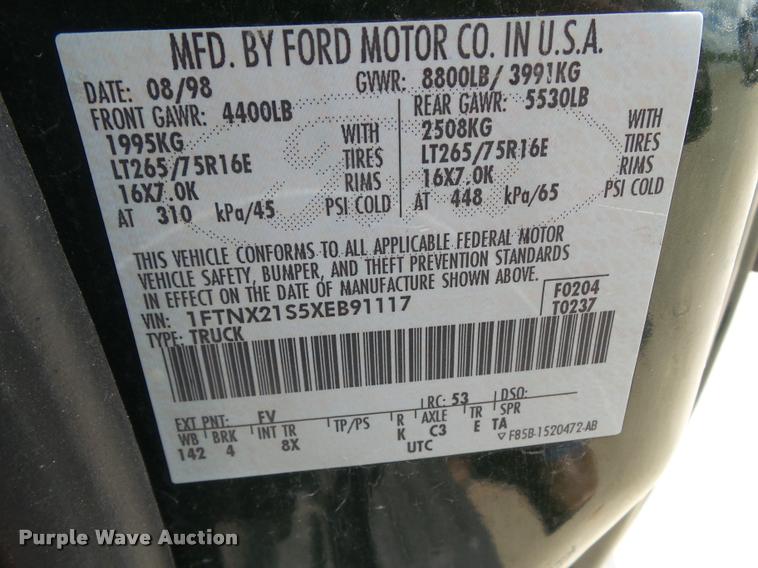 MFD. BY FORD MOTOR CO. IN U.S.A.
DATE: 08/98 GVWR: 8800LB/ 3991KG
FRONT GAWR: 4400LB REAR GAWR: 5530LB
1995KG WITH 2508KG WITH
LT265/75R16E TIRES LT265/75R16E TIRES
16X7.0K RIMS 16X7.0K RIMS
AT 310 kPa/45 PSI COLD AT 448 kPa/65 PSI COLD
THIS VEHICLE CONFORMS TO ALL APPLICABLE FEDERAL MOTOR
VEHICLE SAFETY, BUMPER, AND THEFT PREVENTION STANDARDS
IN EFFECT ON THE DATE OF MANUFACTURE SHOWN ABOVE.
VIN: 1FTNX21S5XEB91117 F0204
TYPE: TRUCK T0237
EXT PNT: FV RC: 53 DSO:
WB BRK INT TR TP/PS R AXLE TR SPR
142 4 8X K C3 E TA
UTC F85B-1520472-AB
Purple Wave Auction